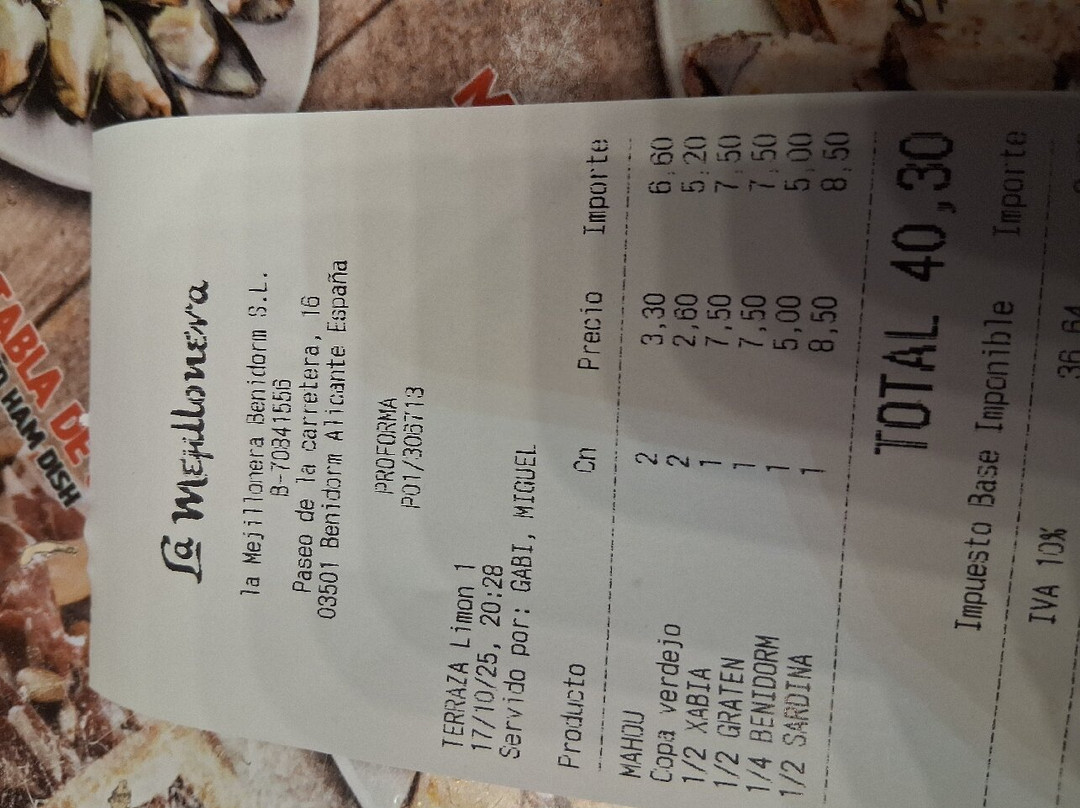 La Mejillonera
la Mejillonera Benidorm S.L.
B-70841556
Paseo de la carretera, 16
03501 Benidorm Alicante España
PROFORMA
P01/306713
TERRAZA Limon 1
17/10/25, 20:28
Servido por: GABI, MIGUEL
Producto Cn Precio Importe
MAHOU 2 3,30 6,60
Copa verdejo 2 2,60 5,20
1/2 XABIA 1 7,50 7,50
1/2 GRATEN 1 7,50 7,50
1/4 BENIDORM 1 5,00 5,00
1/2 SARDINA 1 8,50 8,50
TOTAL 40,30
Impuesto Base Imponible Importe
IVA 10% 36,64
TABLA DE
HAM DISH